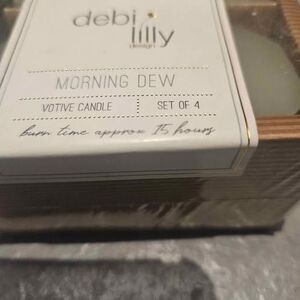 debi
lilly
design
MORNING DEW
VOTIVE CANDLE SET OF 4
burn time approx 15 hours